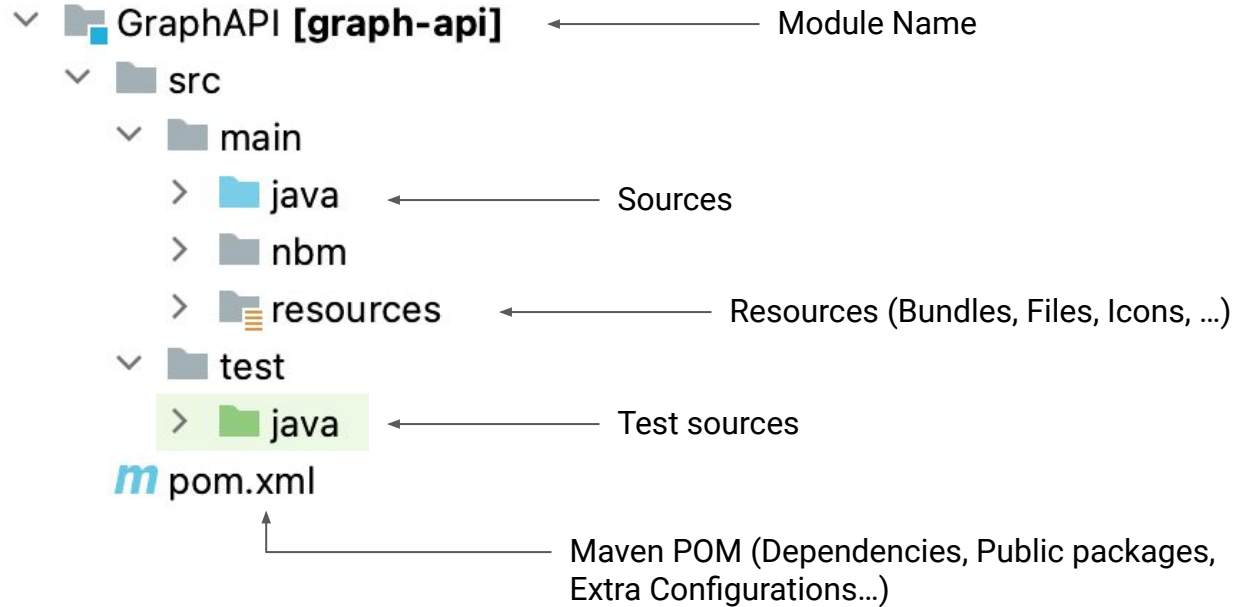 GraphAPI [graph-api] Module Name
src
main
java Sources
nbm
resources Resources (Bundles, Files, Icons, ...)
test
java Test sources
m pom.xml
Maven POM (Dependencies, Public packages,
Extra Configurations...)